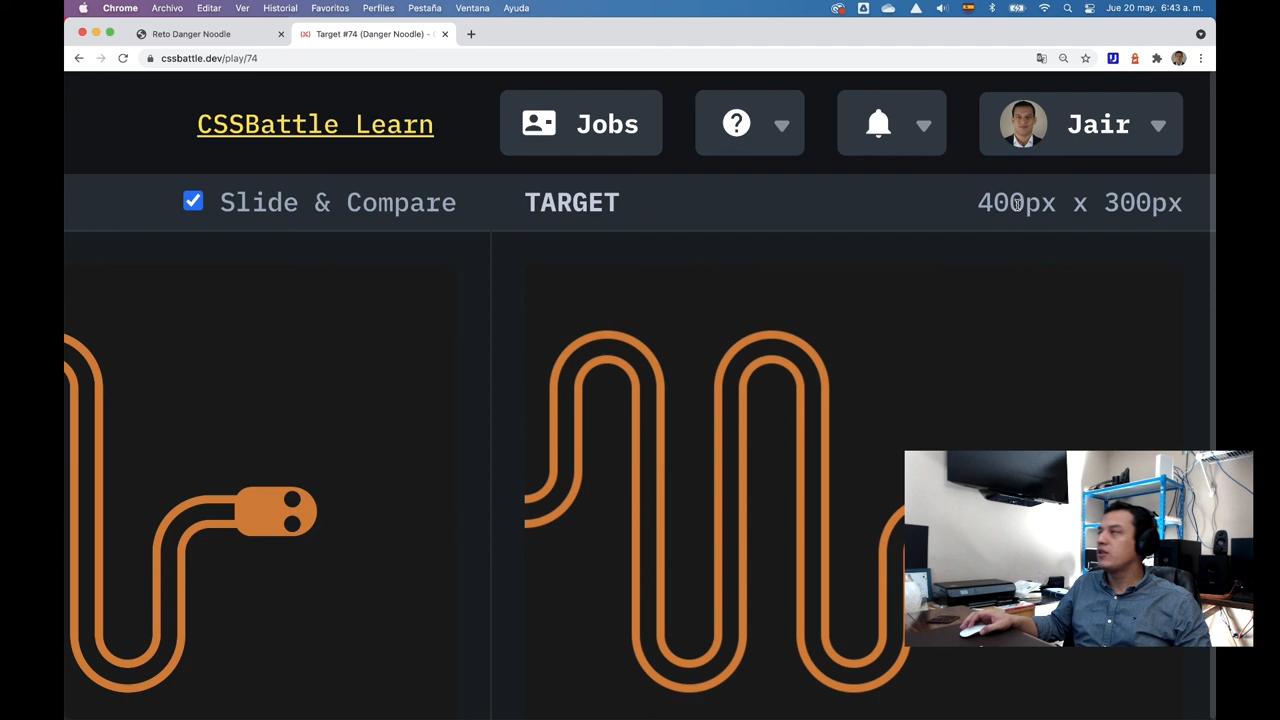 Chrome Archivo Editar Ver Historial Favoritos Perfiles Pestaña Ventana Ayuda Jue 20 may. 6:43 a. m.
Reto Danger Noodle Target #74 (Danger Noodle) - (
cssbattle.dev/play/74
CSSBattle Learn Jobs Jair
Slide & Compare TARGET 400px x 300px